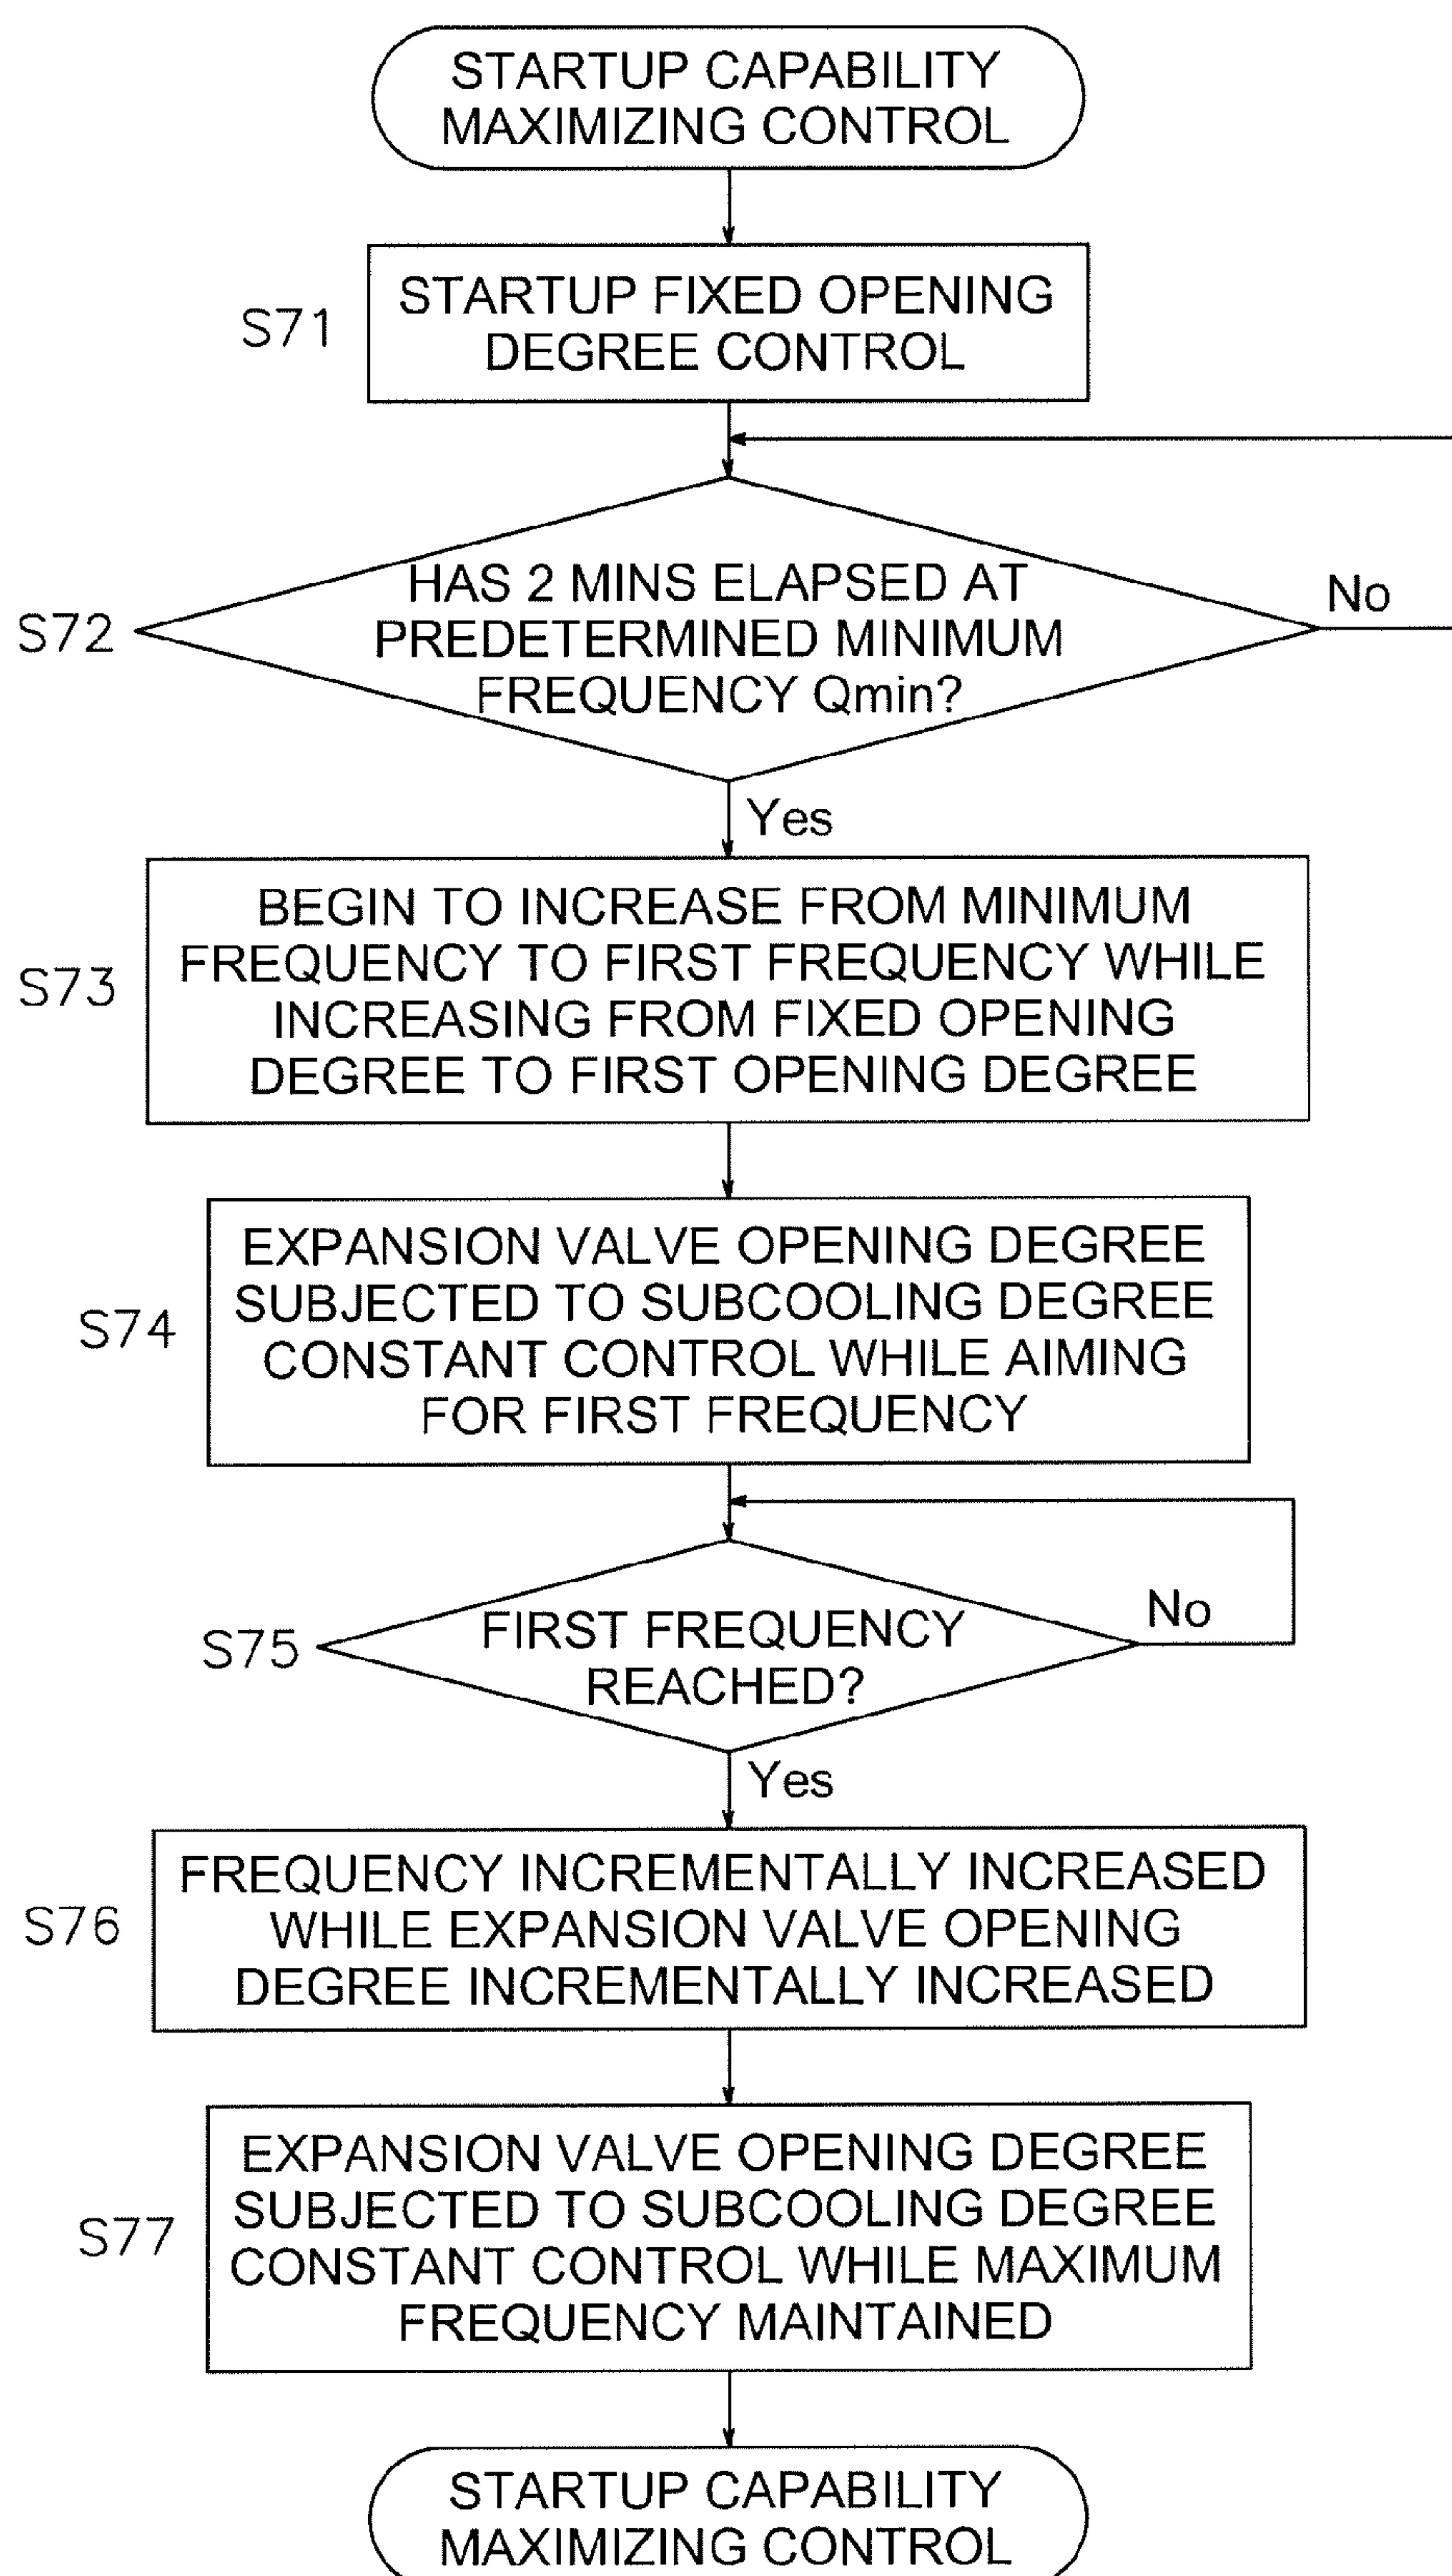 STARTUP CAPABILITY
MAXIMIZING CONTROL
S71
STARTUP FIXED OPENING
DEGREE CONTROL
S72
HAS 2 MINS ELAPSED AT
PREDETERMINED MINIMUM
FREQUENCY Qmin?
No
Yes
S73
BEGIN TO INCREASE FROM MINIMUM
FREQUENCY TO FIRST FREQUENCY WHILE
INCREASING FROM FIXED OPENING
DEGREE TO FIRST OPENING DEGREE
S74
EXPANSION VALVE OPENING DEGREE
SUBJECTED TO SUBCOOLING DEGREE
CONSTANT CONTROL WHILE AIMING
FOR FIRST FREQUENCY
S75
FIRST FREQUENCY
REACHED?
No
Yes
S76
FREQUENCY INCREMENTALLY INCREASED
WHILE EXPANSION VALVE OPENING
DEGREE INCREMENTALLY INCREASED
S77
EXPANSION VALVE OPENING DEGREE
SUBJECTED TO SUBCOOLING DEGREE
CONSTANT CONTROL WHILE MAXIMUM
FREQUENCY MAINTAINED
STARTUP CAPABILITY
MAXIMIZING CONTROL